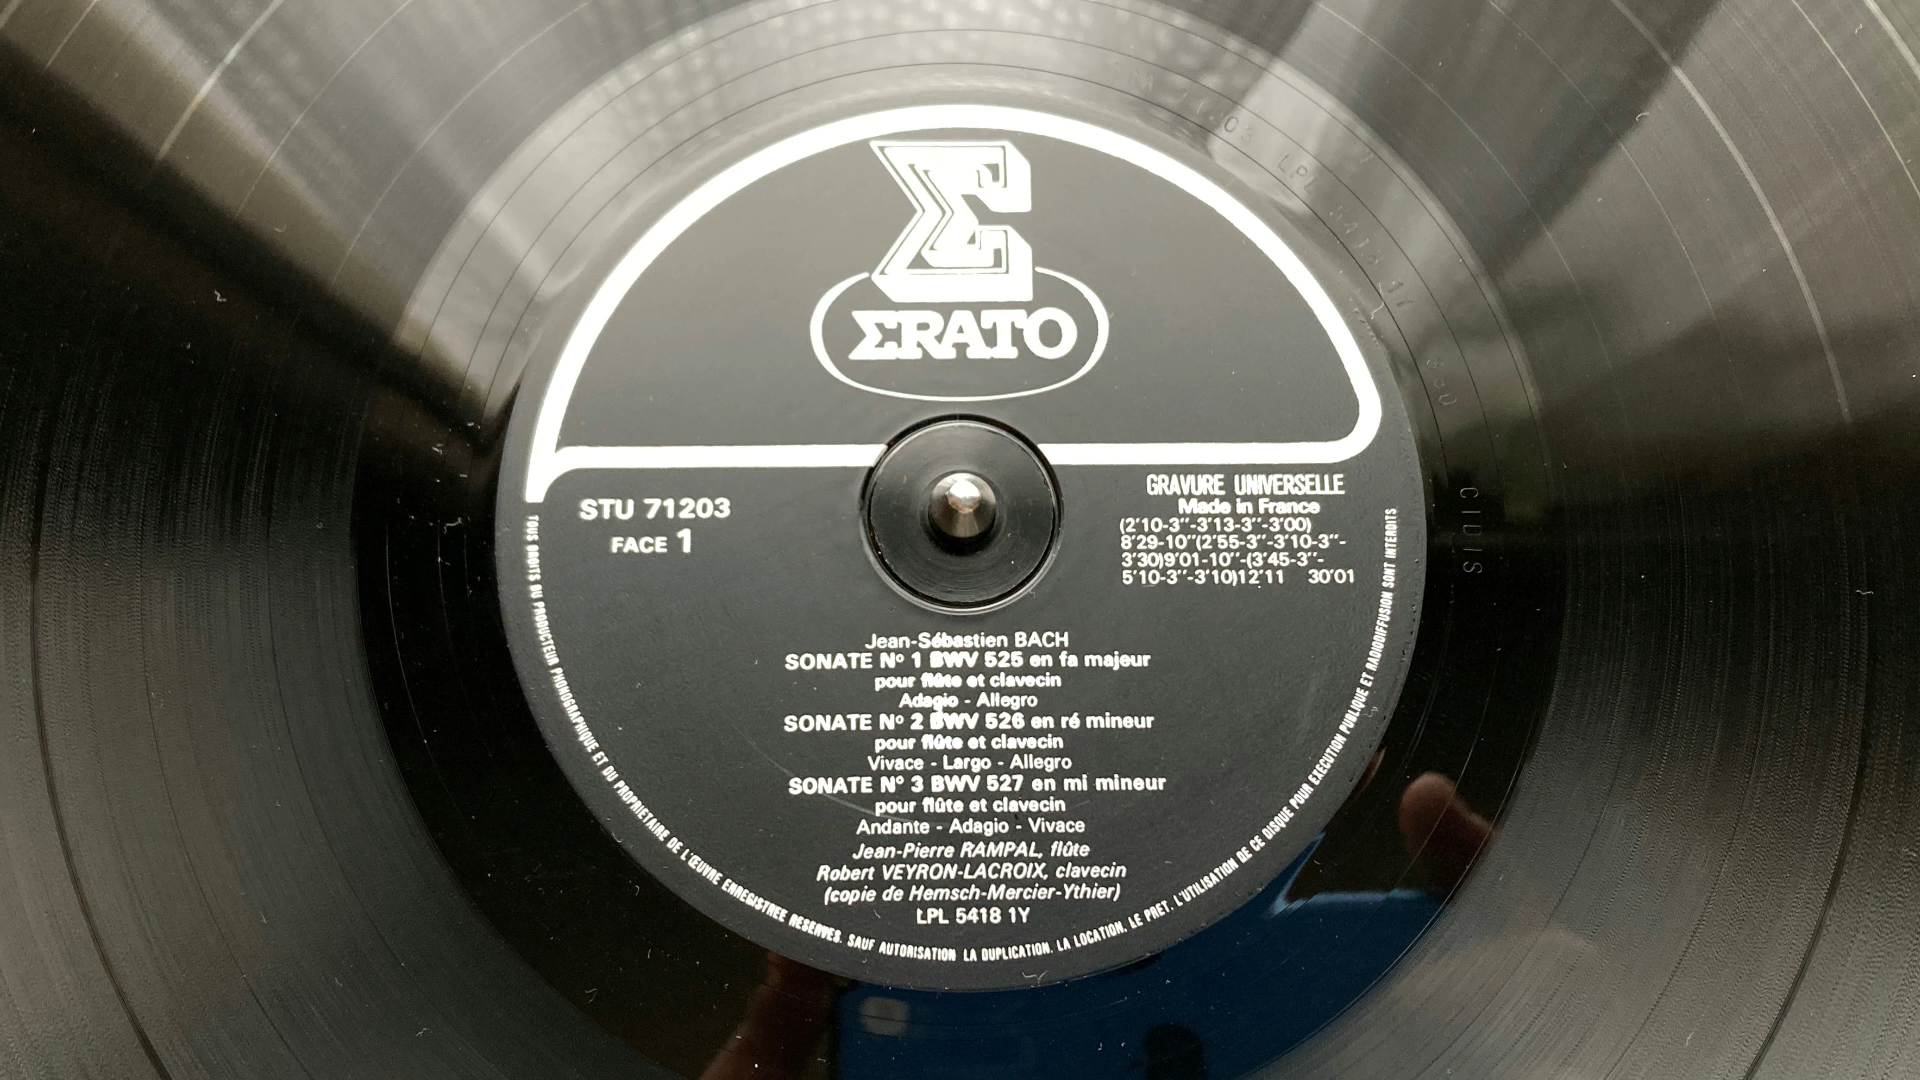 Σ
ΣRATO
STU 71203
FACE 1
GRAVURE UNIVERSELLE
Made in France
(2'10-3''-3'13-3''-3'00)
8'29-10''(2'55-3''-3'10-3''-
3'30)9'01-10''-(3'45-3''-
5'10-3''-3'10)12'11 30'01
Jean-Sébastien BACH
SONATE Nº 1 BWV 525 en fa majeur
pour flûte et clavecin
Adagio - Allegro
SONATE Nº 2 BWV 526 en ré mineur
pour flûte et clavecin
Vivace - Largo - Allegro
SONATE Nº 3 BWV 527 en mi mineur
pour flûte et clavecin
Andante - Adagio - Vivace
Jean-Pierre RAMPAL, flûte
Robert VEYRON-LACROIX, clavecin
(copie de Hemsch-Mercier-Ythier)
LPL 5418 1Y
TOUS DROITS DU PRODUCTEUR PHONOGRAPHIQUE ET DU PROPRIETAIRE DE L'ŒUVRE ENREGISTREE RESERVES. SAUF AUTORISATION LA DUPLICATION, LA LOCATION, LE PRET, L'UTILISATION DE CE DISQUE POUR EXECUTION PUBLIQUE ET RADIODIFFUSION SONT INTERDITS
CIDIS